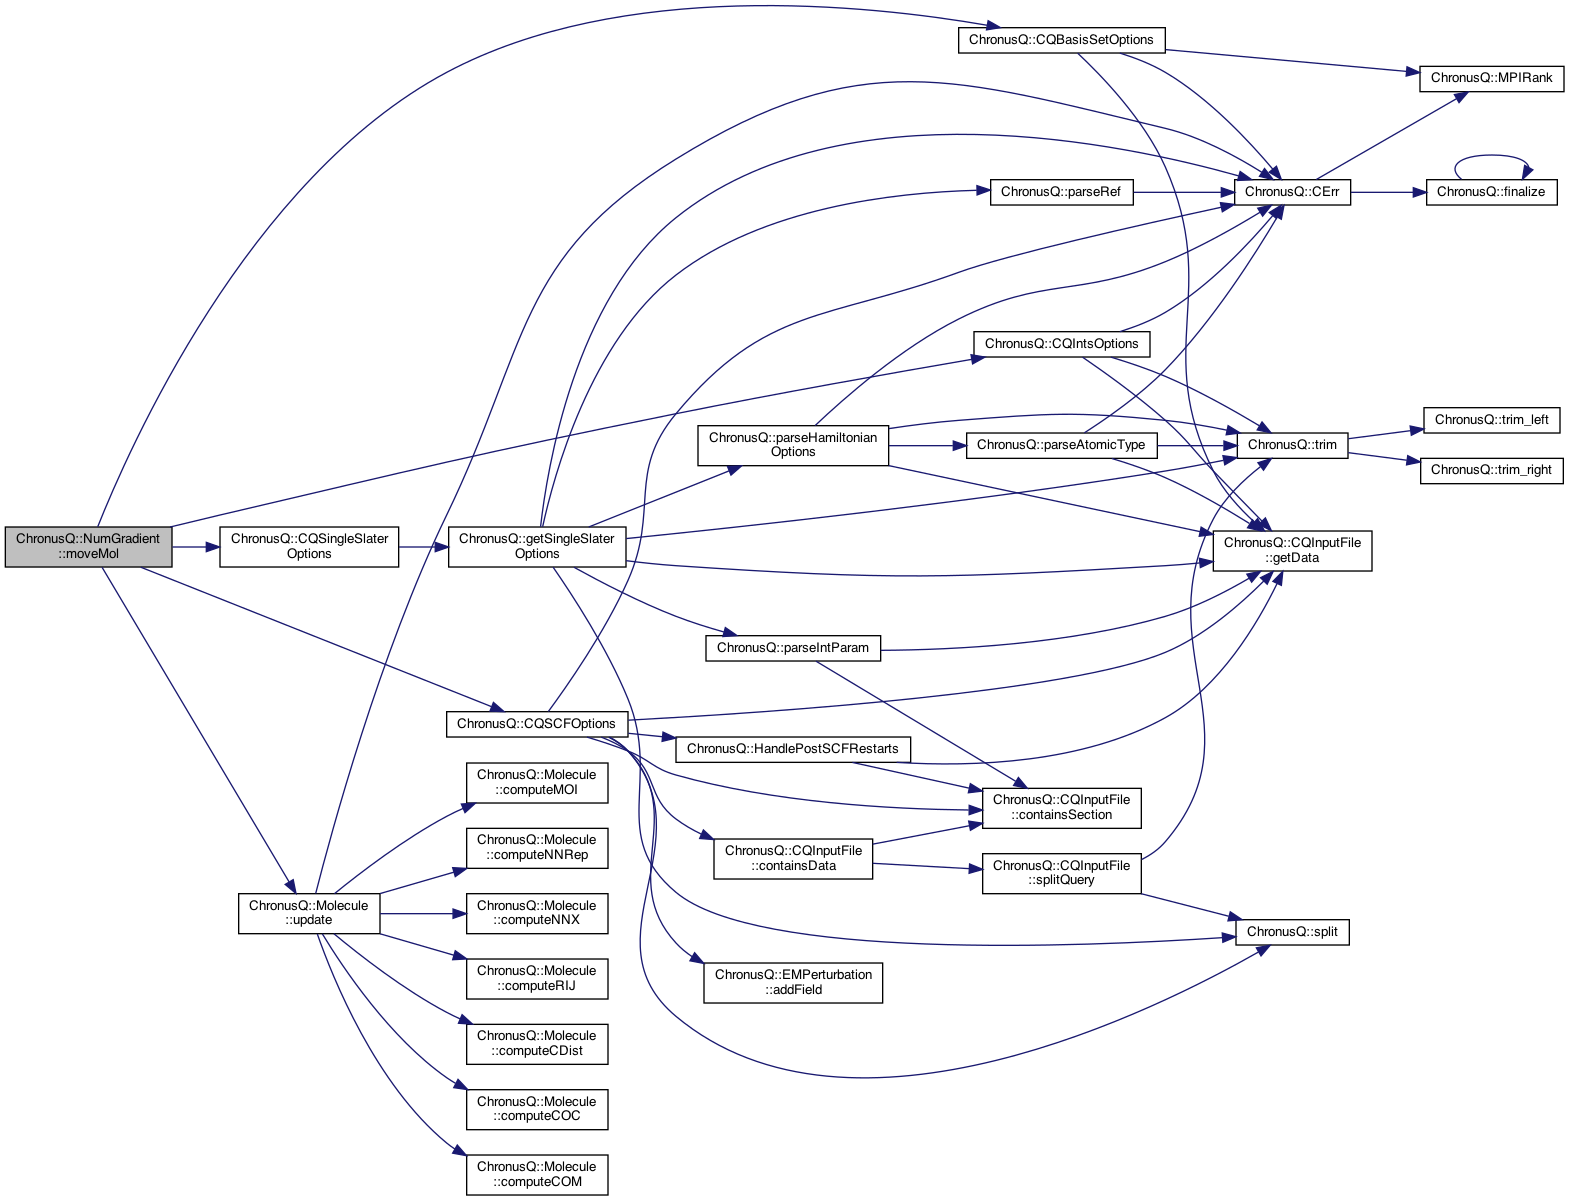 ChronusQ::CQBasisSetOptions
ChronusQ::MPIRank
ChronusQ::parseRef
ChronusQ::CErr
ChronusQ::finalize
ChronusQ::CQIntsOptions
ChronusQ::parseHamiltonian
Options
ChronusQ::parseAtomicType
ChronusQ::trim
ChronusQ::trim_left
ChronusQ::trim_right
ChronusQ::NumGradient
::moveMol
ChronusQ::CQSingleSlater
Options
ChronusQ::getSingleSlater
Options
ChronusQ::CQInputFile
::getData
ChronusQ::parseIntParam
ChronusQ::CQSCFOptions
ChronusQ::HandlePostSCFRestarts
ChronusQ::Molecule
::computeMOI
ChronusQ::CQInputFile
::containsSection
ChronusQ::Molecule
::computeNNRep
ChronusQ::CQInputFile
::containsData
ChronusQ::CQInputFile
::splitQuery
ChronusQ::Molecule
::update
ChronusQ::Molecule
::computeNNX
ChronusQ::split
ChronusQ::Molecule
::computeRIJ
ChronusQ::EMPerturbation
::addField
ChronusQ::Molecule
::computeCDist
ChronusQ::Molecule
::computeCOC
ChronusQ::Molecule
::computeCOM